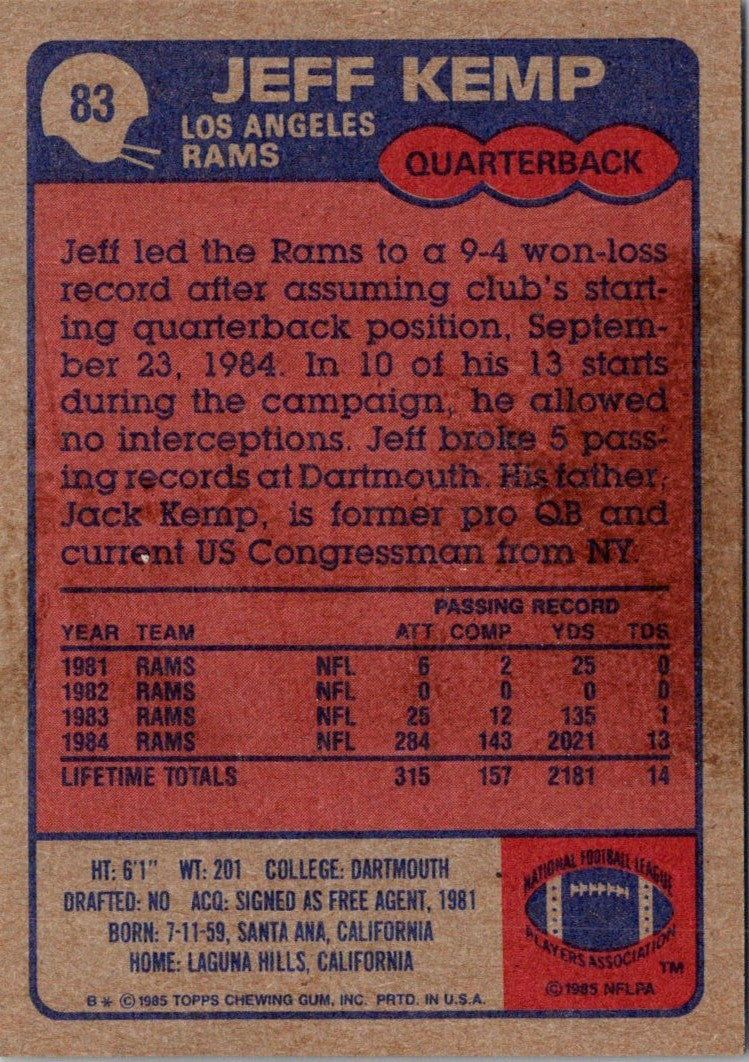 83
JEFF KEMP
LOS ANGELES
RAMS
QUARTERBACK
Jeff led the Rams to a 9-4 won-loss
record after assuming club's start-
ing quarterback position, Septem-
ber 23, 1984. In 10 of his 13 starts
during the campaign, he allowed
no interceptions. Jeff broke 5 pass-
ing records at Dartmouth. His father,
Jack Kemp, is former pro QB and
current US Congressman from NY.
PASSING RECORD
YEAR TEAM ATT COMP YDS TDS
1981 RAMS NFL 6 2 25 0
1982 RAMS NFL 0 0 0 0
1983 RAMS NFL 25 12 135 1
1984 RAMS NFL 284 143 2021 13
LIFETIME TOTALS 315 157 2181 14
HT: 6'1" WT: 201 COLLEGE: DARTMOUTH
DRAFTED: NO ACQ: SIGNED AS FREE AGENT, 1981
BORN: 7-11-59, SANTA ANA, CALIFORNIA
HOME: LAGUNA HILLS, CALIFORNIA
B* © 1985 TOPPS CHEWING GUM, INC. PRTD. IN U.S.A.
NATIONAL FOOTBALL LEAGUE
PLAYERS ASSOCIATION
TM
© 1985 NFLPA